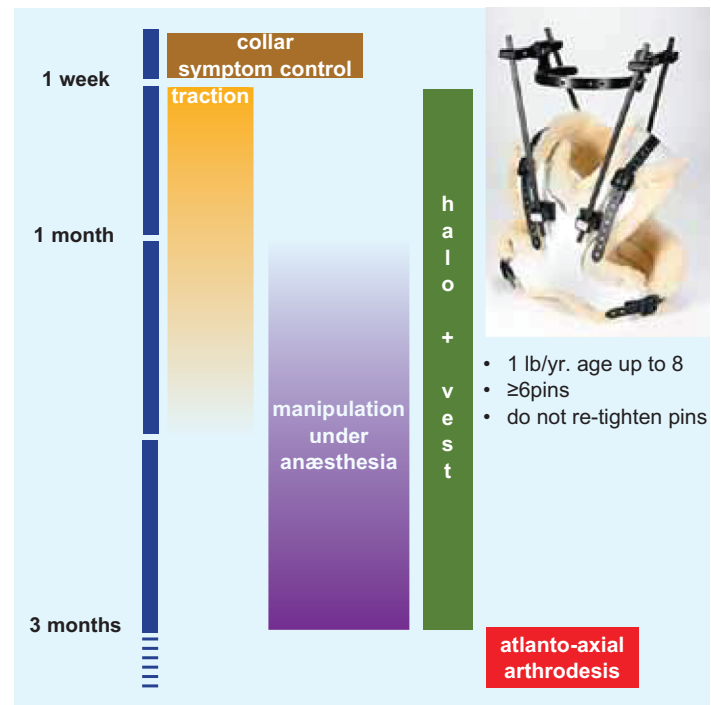 collar
symptom control
1 week
traction
1 month
h
a
l
o
+
v
e
s
t
manipulation
under
anæsthesia
• 1 lb/yr. age up to 8
• ≥6pins
• do not re-tighten pins
3 months
atlanto-axial
arthrodesis